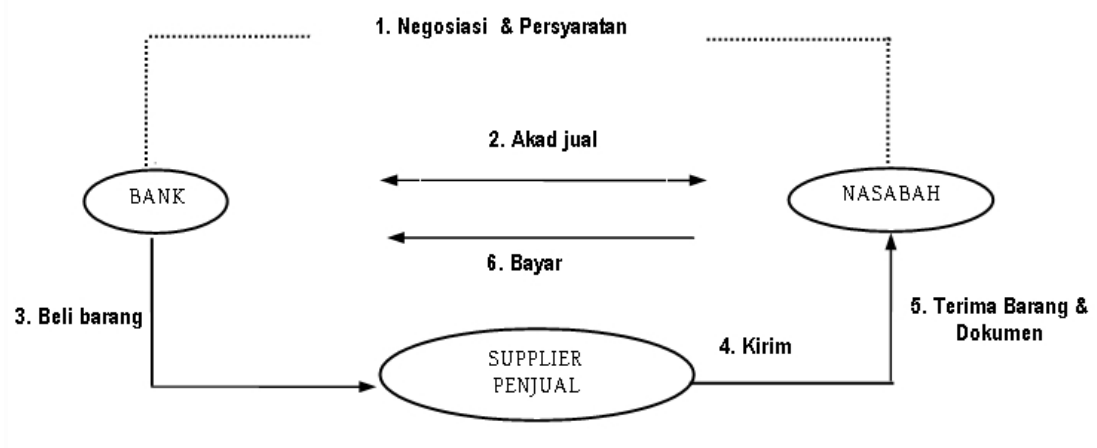 1. Negosiasi & Persyaratan
2. Akad jual
BANK
NASABAH
6. Bayar
3. Beli barang
5. Terima Barang &
Dokumen
4. Kirim
SUPPLIER
PENJUAL